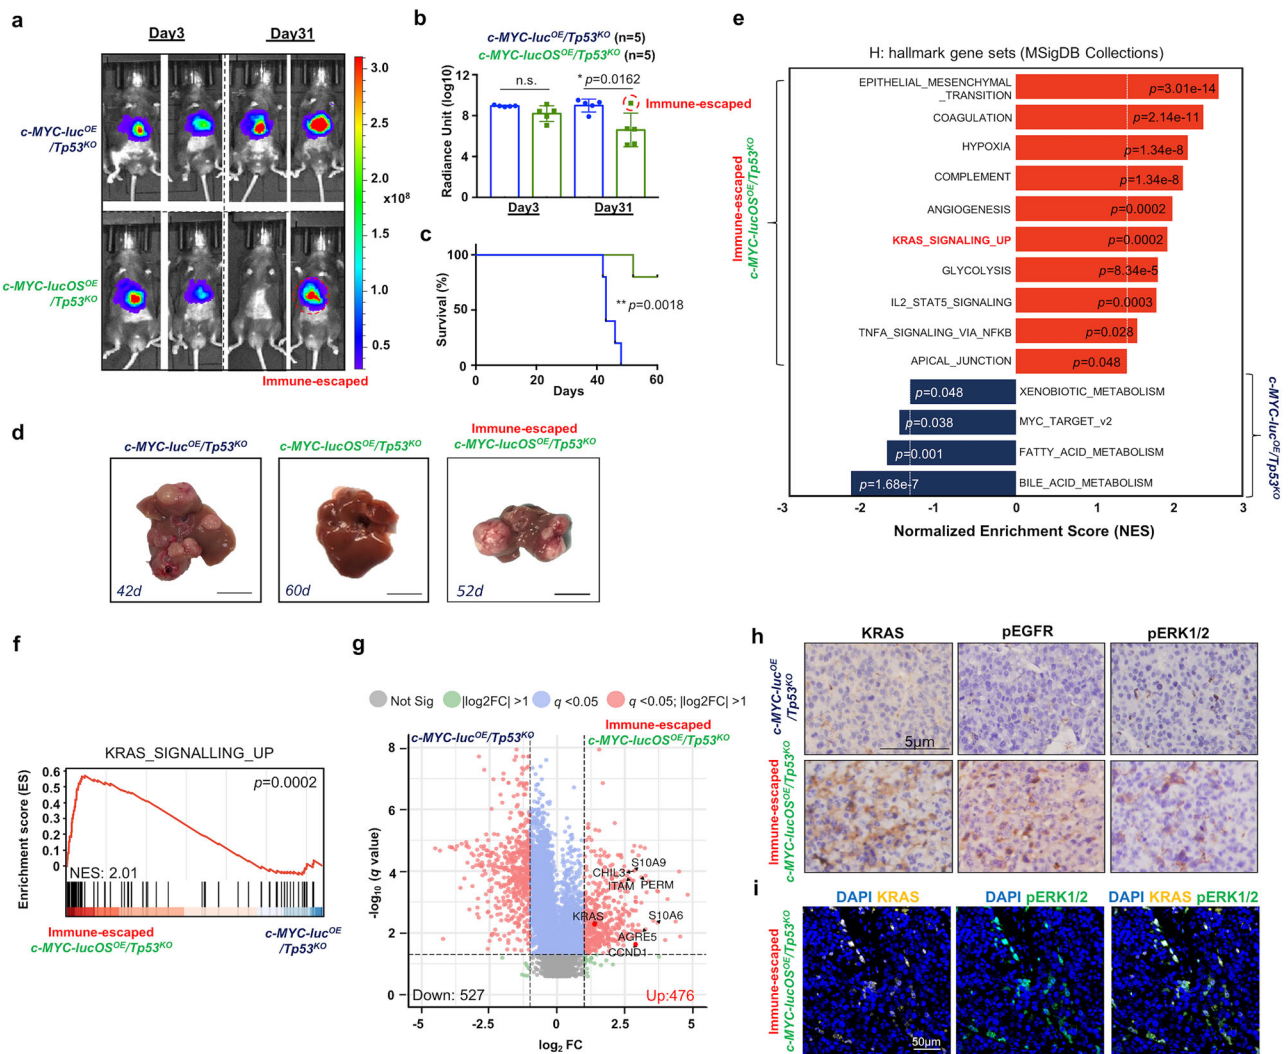 a
Day3
Day31
c-MYC-luc^OE
/Tp53^KO
c-MYC-lucOS^OE
/Tp53^KO
3.0
2.0
x10^8
1.5
1.0
0.5
Immune-escaped
b
c-MYC-luc^OE/Tp53^KO (n=5)
c-MYC-lucOS^OE/Tp53^KO (n=5)
Radiance Unit (log10)
12
8
4
0
n.s.
* p=0.0162
Immune-escaped
Day3
Day31
c
Survival (%)
100
50
0
** p=0.0018
0
20
40
60
Days
d
c-MYC-luc^OE/Tp53^KO
c-MYC-lucOS^OE/Tp53^KO
Immune-escaped
c-MYC-lucOS^OE/Tp53^KO
42d
60d
52d
e
H: hallmark gene sets (MSigDB Collections)
Immune-escaped
c-MYC-lucOS^OE/Tp53^KO
EPITHELIAL_MESENCHYMAL
_TRANSITION
p=3.01e-14
COAGULATION
p=2.14e-11
HYPOXIA
p=1.34e-8
COMPLEMENT
p=1.34e-8
ANGIOGENESIS
p=0.0002
KRAS_SIGNALING_UP
p=0.0002
GLYCOLYSIS
p=8.34e-5
IL2_STAT5_SIGNALING
p=0.0003
TNFA_SIGNALING_VIA_NFKB
p=0.028
APICAL_JUNCTION
p=0.048
p=0.048
XENOBIOTIC_METABOLISM
p=0.038
MYC_TARGET_v2
p=0.001
FATTY_ACID_METABOLISM
p=1.68e-7
BILE_ACID_METABOLISM
c-MYC-luc^OE/Tp53^KO
-3
-2
-1
0
1
2
3
Normalized Enrichment Score (NES)
f
KRAS_SIGNALLING_UP
Enrichment score (ES)
0.6
0.5
0.4
0.3
0.2
0.1
0
p=0.0002
NES: 2.01
Immune-escaped
c-MYC-lucOS^OE/Tp53^KO
c-MYC-luc^OE
/Tp53^KO
g
Not Sig
|log2FC| >1
q <0.05
q <0.05; |log2FC| >1
c-MYC-luc^OE/Tp53^KO
Immune-escaped
c-MYC-lucOS^OE/Tp53^KO
-log₁₀ (q value)
8
6
4
2
0
S10A9
CHIL3
ITAM
PERM
KRAS
S10A6
AGRE5
CCND1
Down: 527
Up:476
-5
-2.5
0
2.5
5
log₂ FC
h
KRAS
pEGFR
pERK1/2
c-MYC-luc^OE
/Tp53^KO
5μm
Immune-escaped
c-MYC-lucOS^OE/Tp53^KO
i
DAPI KRAS
DAPI pERK1/2
DAPI KRAS pERK1/2
Immune-escaped
c-MYC-lucOS^OE/Tp53^KO
50μm